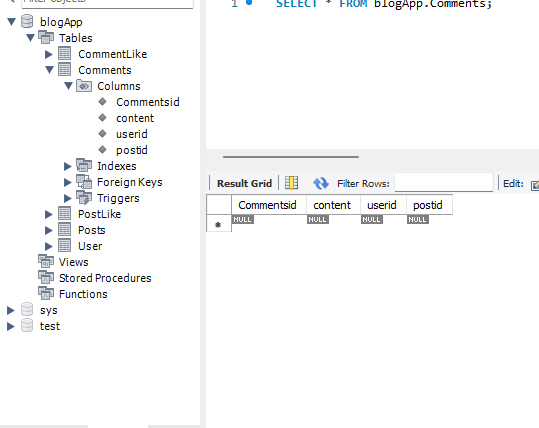 Filter objects
blogApp
Tables
CommentLike
Comments
Columns
Commentsid
content
userid
postid
Indexes
Foreign Keys
Triggers
PostLike
Posts
User
Views
Stored Procedures
Functions
sys
test
1 SELECT * FROM blogApp.Comments;
Result Grid Filter Rows: Edit:
Commentsid content userid postid
* NULL NULL NULL NULL